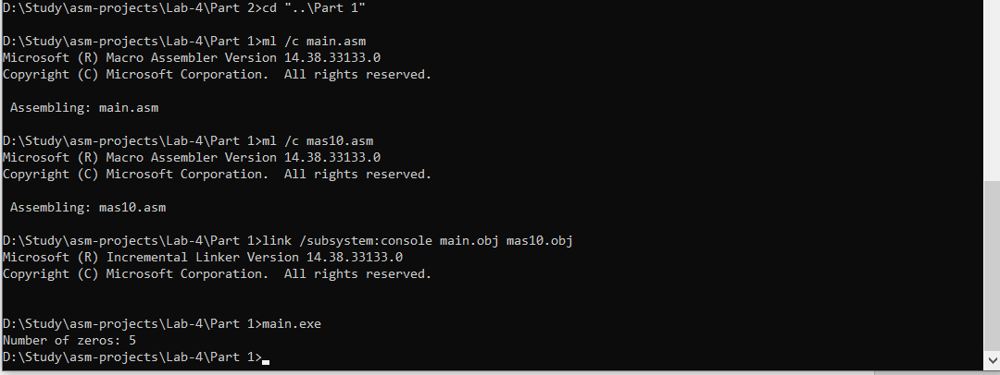 D:\Study\asm-projects\Lab-4\Part 2>cd "..\Part 1"
D:\Study\asm-projects\Lab-4\Part 1>ml /c main.asm
Microsoft (R) Macro Assembler Version 14.38.33133.0
Copyright (C) Microsoft Corporation.  All rights reserved.
 Assembling: main.asm
D:\Study\asm-projects\Lab-4\Part 1>ml /c mas10.asm
Microsoft (R) Macro Assembler Version 14.38.33133.0
Copyright (C) Microsoft Corporation.  All rights reserved.
 Assembling: mas10.asm
D:\Study\asm-projects\Lab-4\Part 1>link /subsystem:console main.obj mas10.obj
Microsoft (R) Incremental Linker Version 14.38.33133.0
Copyright (C) Microsoft Corporation.  All rights reserved.
D:\Study\asm-projects\Lab-4\Part 1>main.exe
Number of zeros: 5
D:\Study\asm-projects\Lab-4\Part 1>